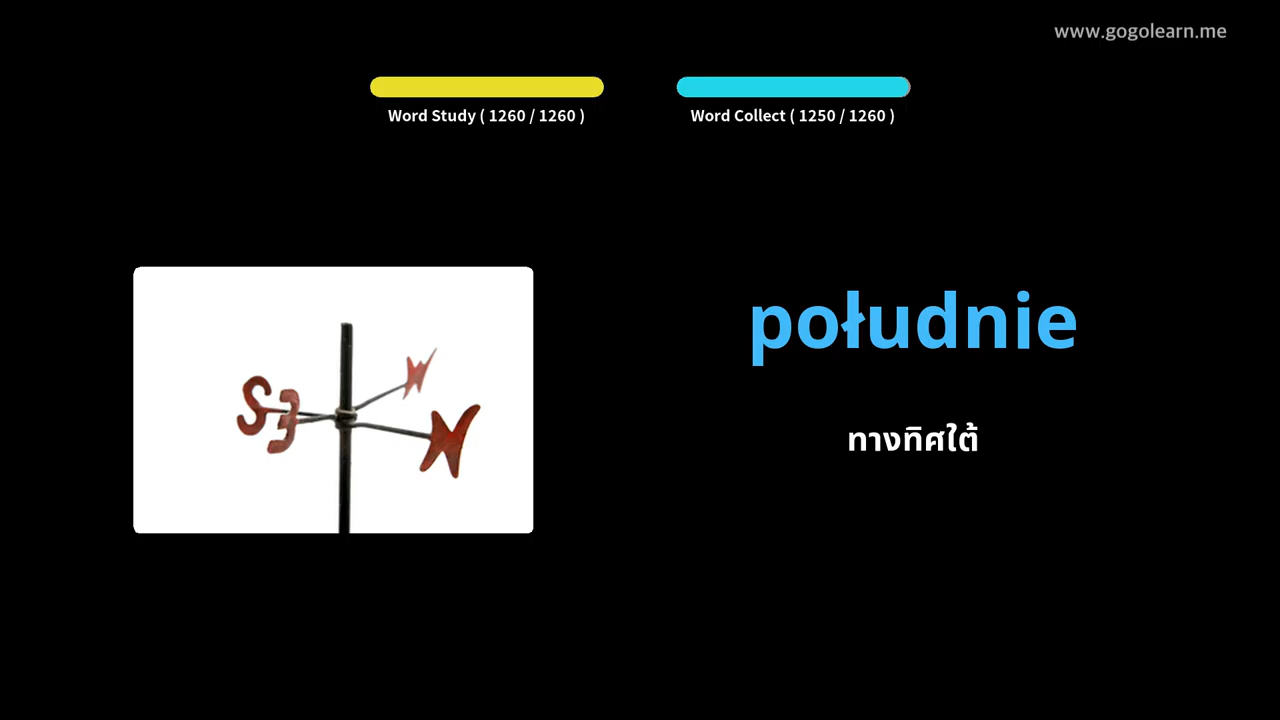 www.gogolearn.me
Word Study ( 1260 / 1260 )
Word Collect ( 1250 / 1260 )
południe
ทางทิศใต้
S E N